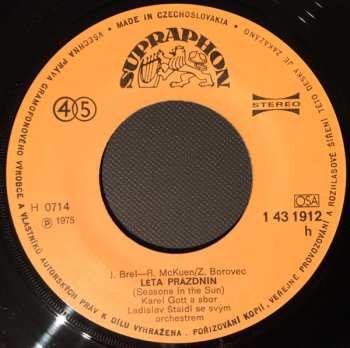 • MADE IN CZECHOSLOVÁKIA •
VŠECHNA PRÁVA GRAMOFONOVÉHO VÝROBCE A VLASTNÍKŮ AUTORSKÝCH PRÁV K DÍLU VYHRAŽENA. POŘIZOVÁNÍ KOPIÍ, VEŘEJNÉ PROVOZOVÁNÍ A ROZHLASOVÉ ŠÍŘENÍ TÉTO DESKY JE ZAKÁZÁNO
SUPRAPHON
45
STEREO
H 0714
℗ 1975
OSA
1 43 1912
h
I. Brel—R. McKuen/Z. Borovec
LÉTA PRÁZDNIN
(Seasons in the Sun)
Karel Gott a sbor
Ladislav Štaidl se svým
orchestrem